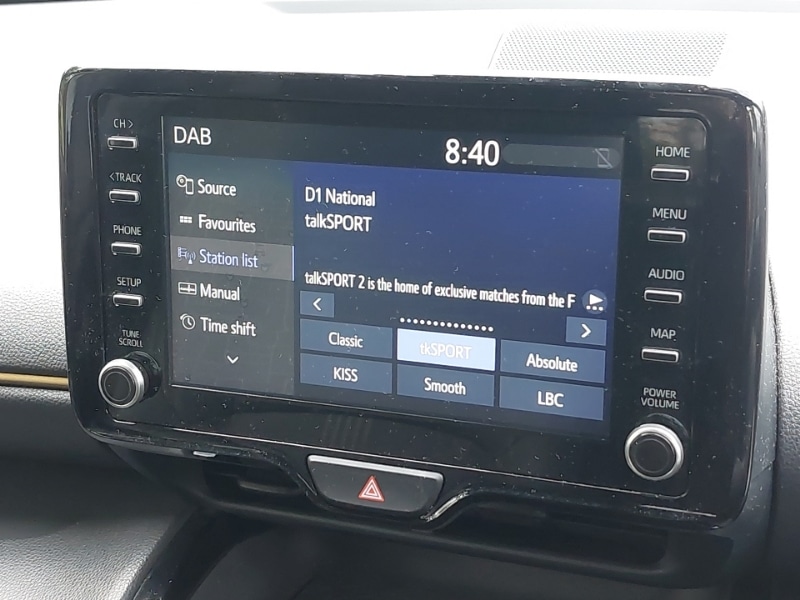 CH >
< TRACK
PHONE
SETUP
TUNE
SCROLL
DAB
8:40
Source
Favourites
Station list
Manual
Time shift
D1 National
talkSPORT
talkSPORT 2 is the home of exclusive matches from the F
Classic
tkSPORT
Absolute
KISS
Smooth
LBC
HOME
MENU
AUDIO
MAP
POWER
VOLUME